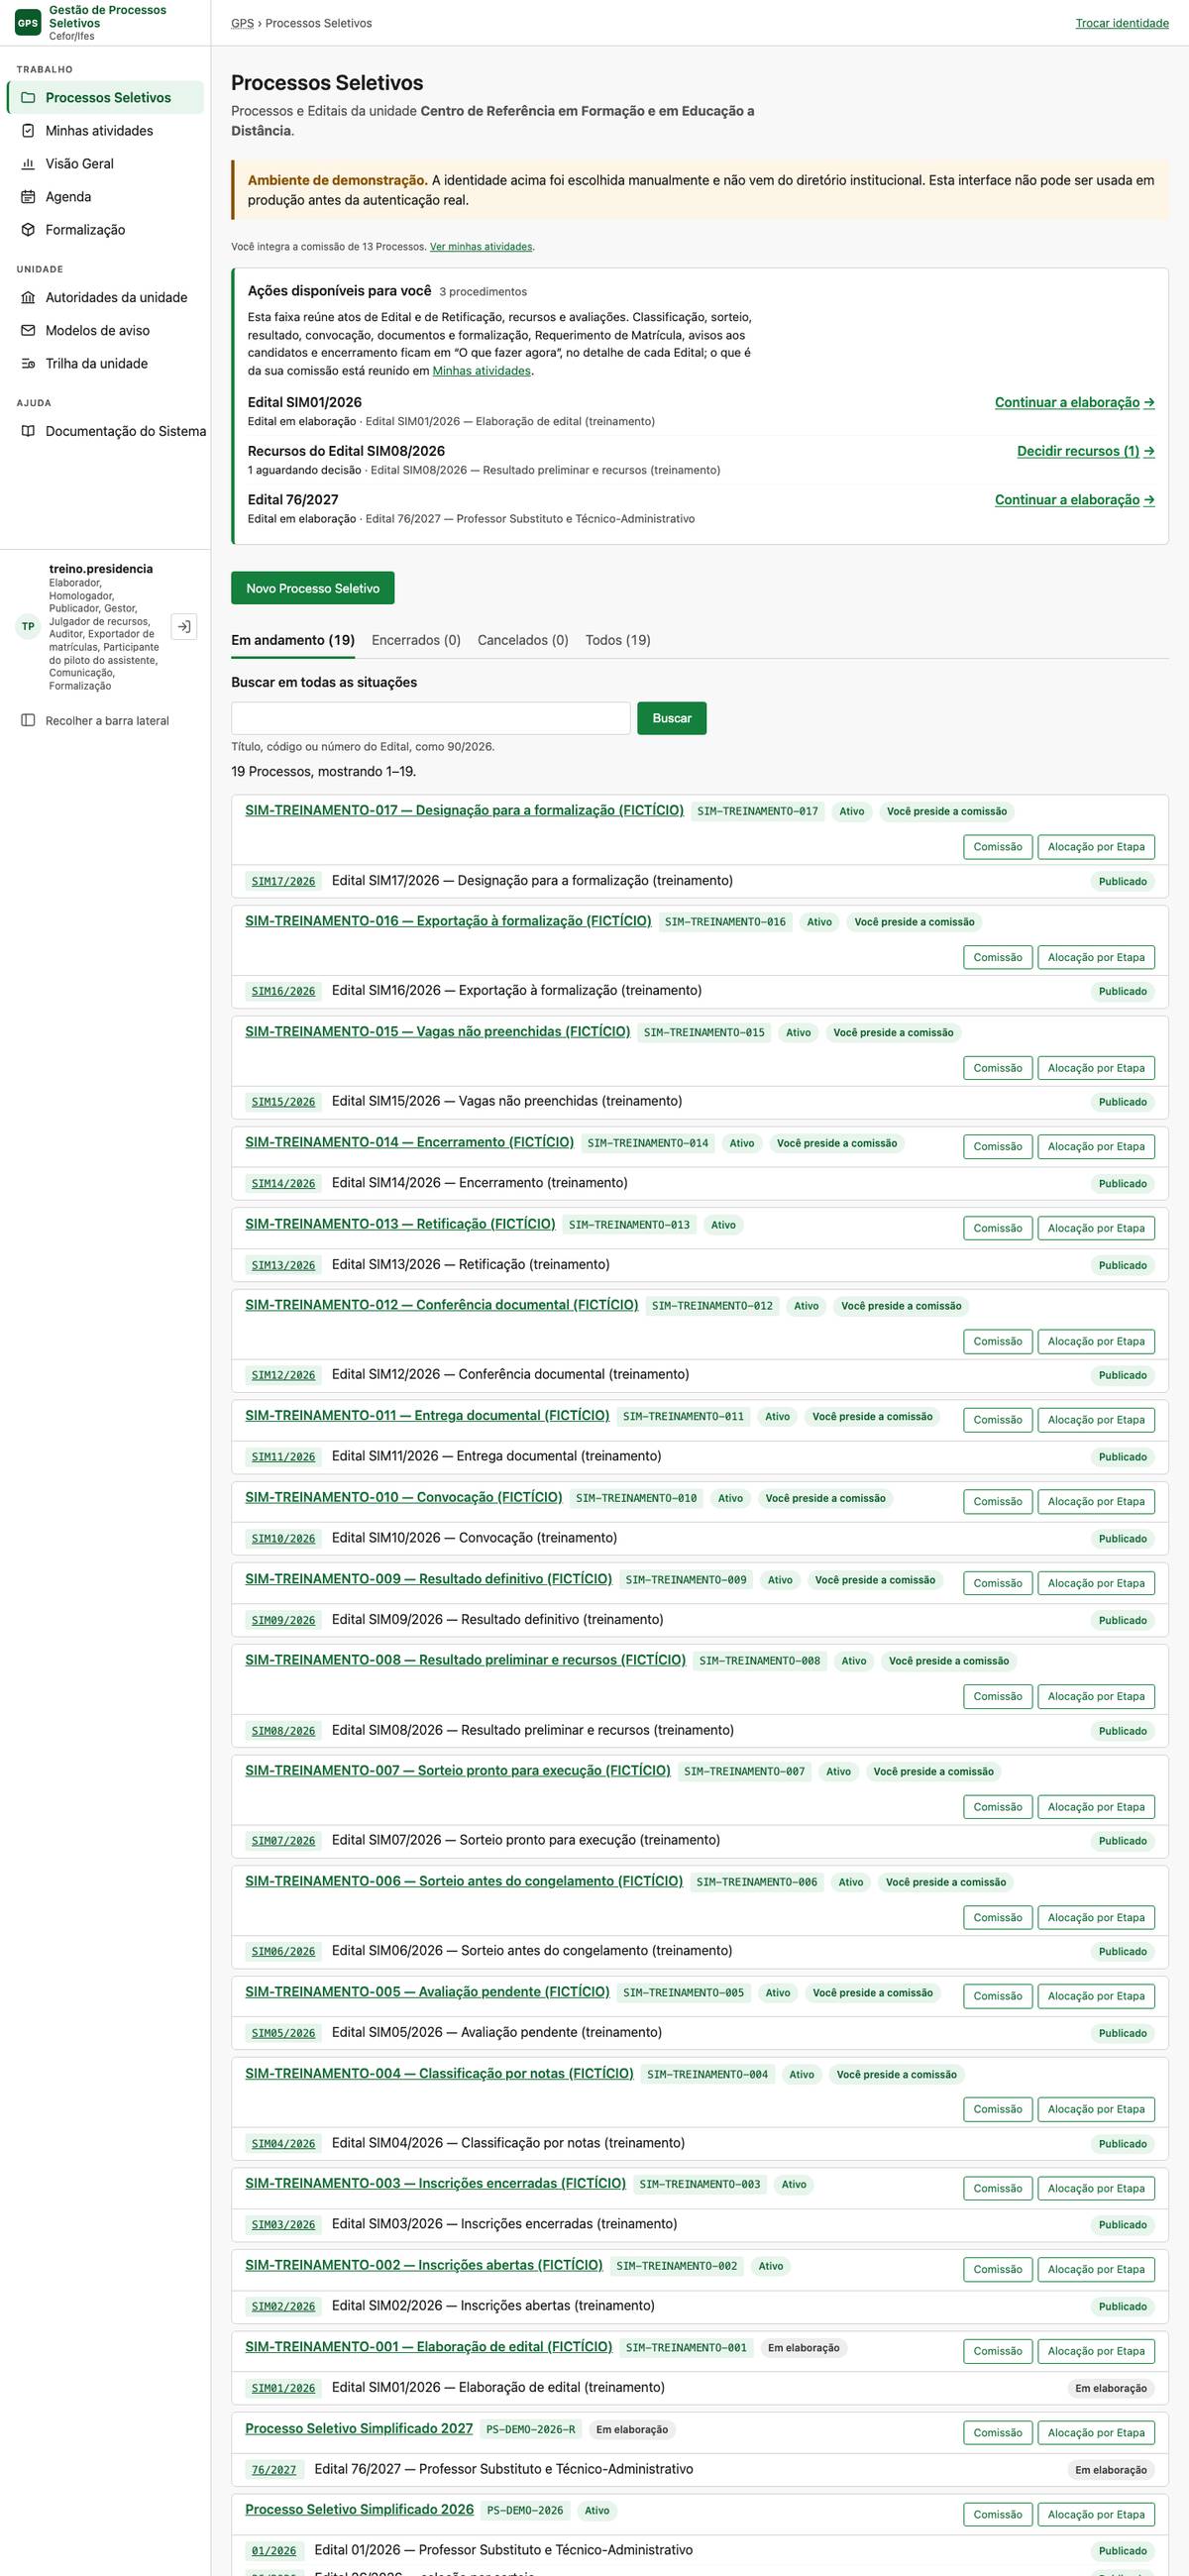 GPS
Gestão de Processos
Seletivos
Cefor/Ifes
GPS › Processos Seletivos
Trocar identidade
TRABALHO
Processos Seletivos
Minhas atividades
Visão Geral
Agenda
Formalização
UNIDADE
Autoridades da unidade
Modelos de aviso
Trilha da unidade
AJUDA
Documentação do Sistema
TP
treino.presidencia
Elaborador,
Homologador,
Publicador, Gestor,
Julgador de recursos,
Auditor, Exportador de
matrículas, Participante
do piloto do assistente,
Comunicação,
Formalização
Recolher a barra lateral
Processos Seletivos
Processos e Editais da unidade Centro de Referência em Formação e em Educação a
Distância.
Ambiente de demonstração. A identidade acima foi escolhida manualmente e não vem do diretório institucional. Esta interface não pode ser usada em
produção antes da autenticação real.
Você integra a comissão de 13 Processos. Ver minhas atividades.
Ações disponíveis para você 3 procedimentos
Esta faixa reúne atos de Edital e de Retificação, recursos e avaliações. Classificação, sorteio,
resultado, convocação, documentos e formalização, Requerimento de Matrícula, avisos aos
candidatos e encerramento ficam em “O que fazer agora”, no detalhe de cada Edital; o que é
da sua comissão está reunido em Minhas atividades.
Edital SIM01/2026
Continuar a elaboração →
Edital em elaboração · Edital SIM01/2026 — Elaboração de edital (treinamento)
Recursos do Edital SIM08/2026
Decidir recursos (1) →
1 aguardando decisão · Edital SIM08/2026 — Resultado preliminar e recursos (treinamento)
Edital 76/2027
Continuar a elaboração →
Edital em elaboração · Edital 76/2027 — Professor Substituto e Técnico-Administrativo
Novo Processo Seletivo
Em andamento (19) Encerrados (0) Cancelados (0) Todos (19)
Buscar em todas as situações
Buscar
Título, código ou número do Edital, como 90/2026.
19 Processos, mostrando 1–19.
SIM-TREINAMENTO-017 — Designação para a formalização (FICTÍCIO) SIM-TREINAMENTO-017 Ativo Você preside a comissão
Comissão Alocação por Etapa
SIM17/2026 Edital SIM17/2026 — Designação para a formalização (treinamento) Publicado
SIM-TREINAMENTO-016 — Exportação à formalização (FICTÍCIO) SIM-TREINAMENTO-016 Ativo Você preside a comissão
Comissão Alocação por Etapa
SIM16/2026 Edital SIM16/2026 — Exportação à formalização (treinamento) Publicado
SIM-TREINAMENTO-015 — Vagas não preenchidas (FICTÍCIO) SIM-TREINAMENTO-015 Ativo Você preside a comissão
Comissão Alocação por Etapa
SIM15/2026 Edital SIM15/2026 — Vagas não preenchidas (treinamento) Publicado
SIM-TREINAMENTO-014 — Encerramento (FICTÍCIO) SIM-TREINAMENTO-014 Ativo Você preside a comissão Comissão Alocação por Etapa
SIM14/2026 Edital SIM14/2026 — Encerramento (treinamento) Publicado
SIM-TREINAMENTO-013 — Retificação (FICTÍCIO) SIM-TREINAMENTO-013 Ativo Comissão Alocação por Etapa
SIM13/2026 Edital SIM13/2026 — Retificação (treinamento) Publicado
SIM-TREINAMENTO-012 — Conferência documental (FICTÍCIO) SIM-TREINAMENTO-012 Ativo Você preside a comissão
Comissão Alocação por Etapa
SIM12/2026 Edital SIM12/2026 — Conferência documental (treinamento) Publicado
SIM-TREINAMENTO-011 — Entrega documental (FICTÍCIO) SIM-TREINAMENTO-011 Ativo Você preside a comissão Comissão Alocação por Etapa
SIM11/2026 Edital SIM11/2026 — Entrega documental (treinamento) Publicado
SIM-TREINAMENTO-010 — Convocação (FICTÍCIO) SIM-TREINAMENTO-010 Ativo Você preside a comissão Comissão Alocação por Etapa
SIM10/2026 Edital SIM10/2026 — Convocação (treinamento) Publicado
SIM-TREINAMENTO-009 — Resultado definitivo (FICTÍCIO) SIM-TREINAMENTO-009 Ativo Você preside a comissão Comissão Alocação por Etapa
SIM09/2026 Edital SIM09/2026 — Resultado definitivo (treinamento) Publicado
SIM-TREINAMENTO-008 — Resultado preliminar e recursos (FICTÍCIO) SIM-TREINAMENTO-008 Ativo Você preside a comissão
Comissão Alocação por Etapa
SIM08/2026 Edital SIM08/2026 — Resultado preliminar e recursos (treinamento) Publicado
SIM-TREINAMENTO-007 — Sorteio pronto para execução (FICTÍCIO) SIM-TREINAMENTO-007 Ativo Você preside a comissão
Comissão Alocação por Etapa
SIM07/2026 Edital SIM07/2026 — Sorteio pronto para execução (treinamento) Publicado
SIM-TREINAMENTO-006 — Sorteio antes do congelamento (FICTÍCIO) SIM-TREINAMENTO-006 Ativo Você preside a comissão
Comissão Alocação por Etapa
SIM06/2026 Edital SIM06/2026 — Sorteio antes do congelamento (treinamento) Publicado
SIM-TREINAMENTO-005 — Avaliação pendente (FICTÍCIO) SIM-TREINAMENTO-005 Ativo Você preside a comissão Comissão Alocação por Etapa
SIM05/2026 Edital SIM05/2026 — Avaliação pendente (treinamento) Publicado
SIM-TREINAMENTO-004 — Classificação por notas (FICTÍCIO) SIM-TREINAMENTO-004 Ativo Você preside a comissão
Comissão Alocação por Etapa
SIM04/2026 Edital SIM04/2026 — Classificação por notas (treinamento) Publicado
SIM-TREINAMENTO-003 — Inscrições encerradas (FICTÍCIO) SIM-TREINAMENTO-003 Ativo Comissão Alocação por Etapa
SIM03/2026 Edital SIM03/2026 — Inscrições encerradas (treinamento) Publicado
SIM-TREINAMENTO-002 — Inscrições abertas (FICTÍCIO) SIM-TREINAMENTO-002 Ativo Comissão Alocação por Etapa
SIM02/2026 Edital SIM02/2026 — Inscrições abertas (treinamento) Publicado
SIM-TREINAMENTO-001 — Elaboração de edital (FICTÍCIO) SIM-TREINAMENTO-001 Em elaboração Comissão Alocação por Etapa
SIM01/2026 Edital SIM01/2026 — Elaboração de edital (treinamento) Em elaboração
Processo Seletivo Simplificado 2027 PS-DEMO-2026-R Em elaboração Comissão Alocação por Etapa
76/2027 Edital 76/2027 — Professor Substituto e Técnico-Administrativo Em elaboração
Processo Seletivo Simplificado 2026 PS-DEMO-2026 Ativo Comissão Alocação por Etapa
01/2026 Edital 01/2026 — Professor Substituto e Técnico-Administrativo Publicado